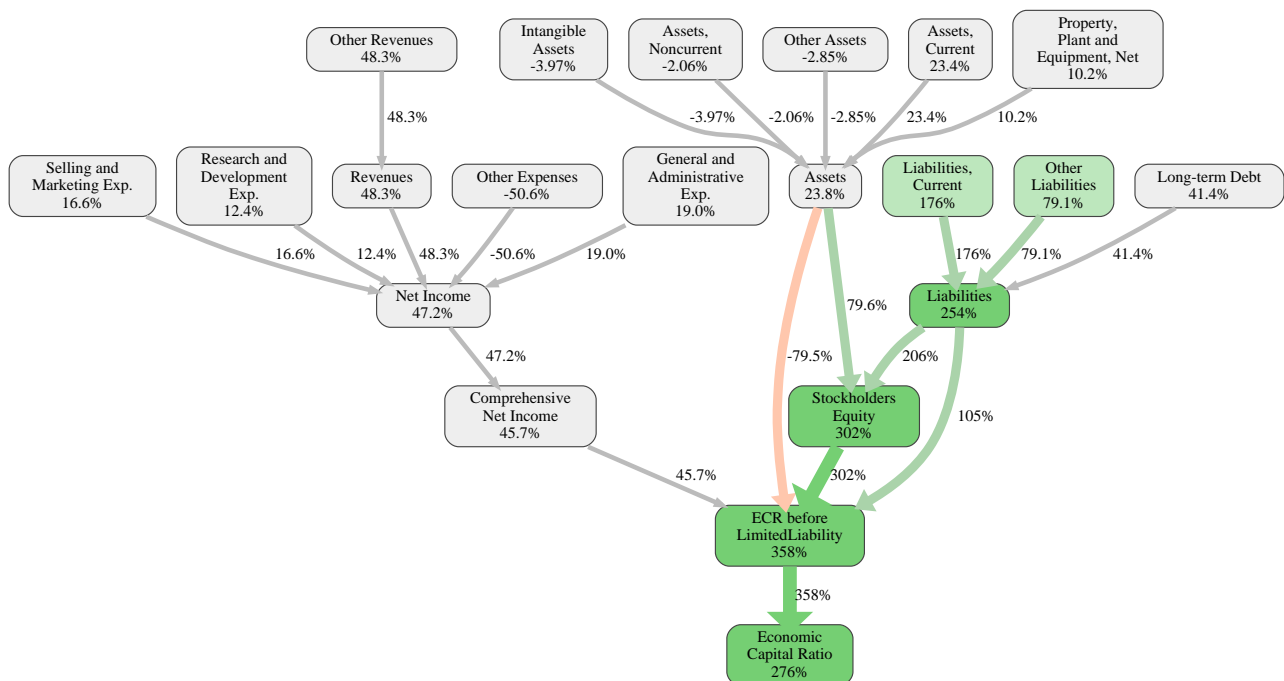 Other Revenues
48.3%
Intangible
Assets
-3.97%
Assets,
Noncurrent
-2.06%
Other Assets
-2.85%
Assets,
Current
23.4%
Property,
Plant and
Equipment, Net
10.2%
48.3%
-3.97%
-2.06%
-2.85%
23.4%
10.2%
Selling and
Marketing Exp.
16.6%
Research and
Development
Exp.
12.4%
Revenues
48.3%
Other Expenses
-50.6%
General and
Administrative
Exp.
19.0%
Assets
23.8%
Liabilities,
Current
176%
Other
Liabilities
79.1%
Long-term Debt
41.4%
16.6%
12.4%
48.3%
-50.6%
19.0%
176%
79.1%
41.4%
Net Income
47.2%
79.6%
Liabilities
254%
47.2%
-79.5%
206%
Comprehensive
Net Income
45.7%
Stockholders
Equity
302%
105%
45.7%
302%
ECR before
LimitedLiability
358%
358%
Economic
Capital Ratio
276%